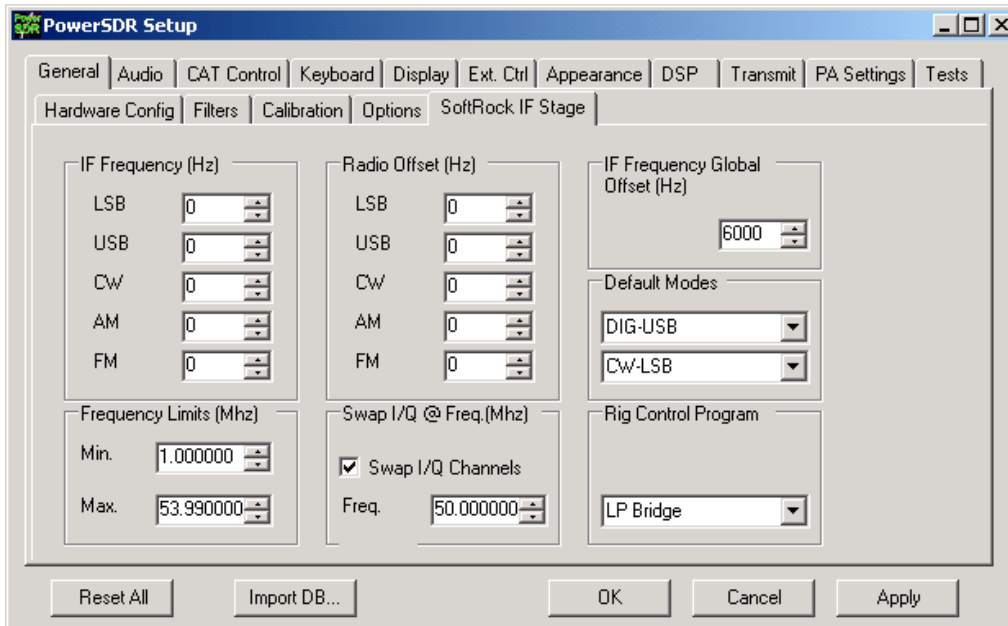 PowerSDR Setup
General Audio CAT Control Keyboard Display Ext. Ctrl Appearance DSP Transmit PA Settings Tests
Hardware Config Filters Calibration Options SoftRock IF Stage
IF Frequency (Hz)
LSB 0
USB 0
CW 0
AM 0
FM 0
Radio Offset (Hz)
LSB 0
USB 0
CW 0
AM 0
FM 0
IF Frequency Global
Offset (Hz)
6000
Default Modes
DIG-USB
CW-LSB
Frequency Limits (Mhz)
Min. 1.000000
Max. 53.990000
Swap I/Q @ Freq.(Mhz)
Swap I/Q Channels
Freq. 50.000000
Rig Control Program
LP Bridge
Reset All Import DB... OK Cancel Apply